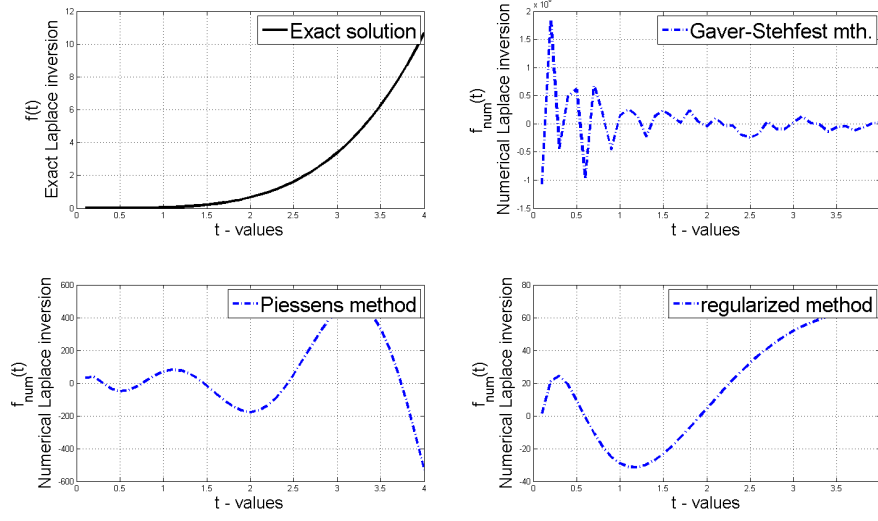 Exact solution
f(t)
Exact Laplace inversion
12
10
8
6
4
2
0
0 0.5 1 1.5 2 2.5 3 3.5 4
t - values
Gaver-Stehfest mth.
f_num(t)
Numerical Laplace inversion
2
1.5
1
0.5
0
-0.5
-1
-1.5
0 0.5 1 1.5 2 2.5 3 3.5
t - values
Piessens method
f_num(t)
Numerical Laplace inversion
600
400
200
0
-200
-400
-600
0 0.5 1 1.5 2 2.5 3 3.5 4
t - values
regularized method
f_num(t)
Numerical Laplace inversion
80
60
40
20
0
-20
-40
0 0.5 1 1.5 2 2.5 3 3.5
t - values